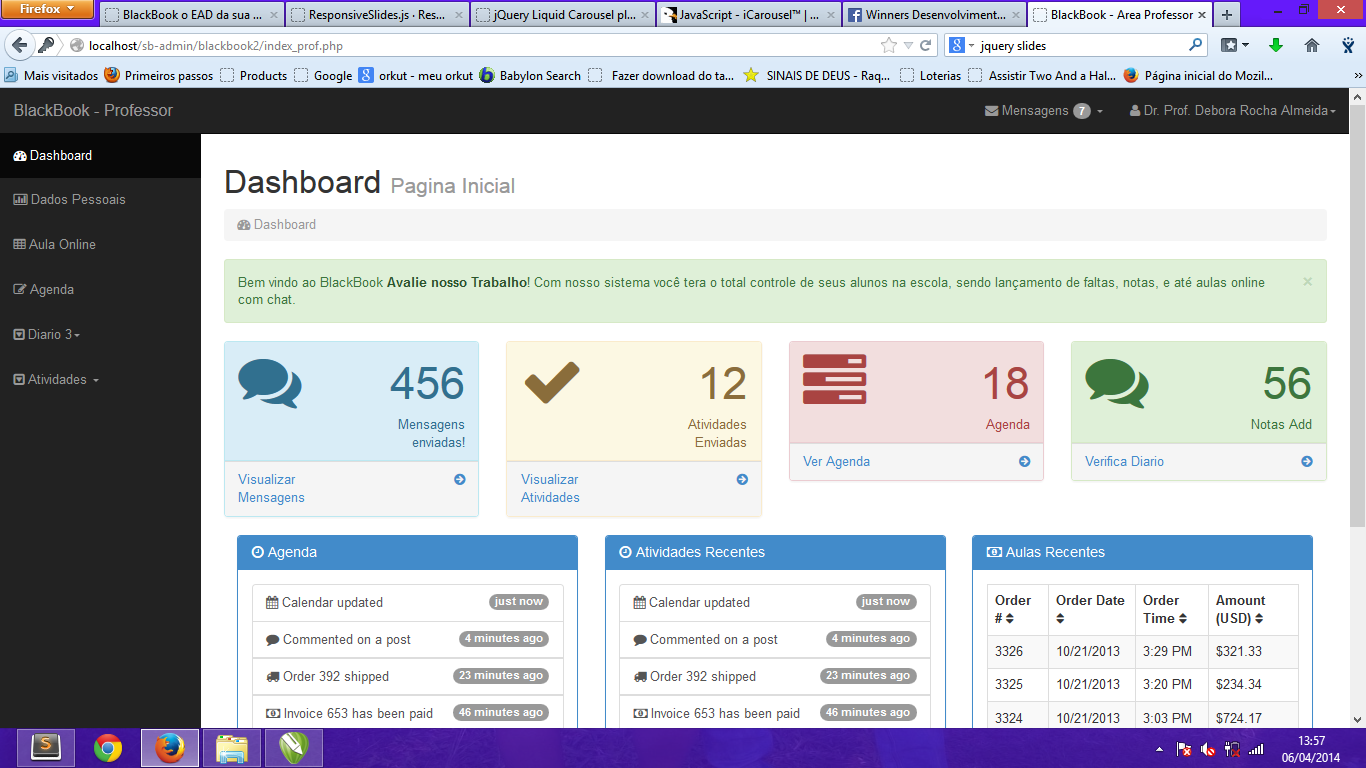 Firefox
BlackBook o EAD da sua ...
ResponsiveSlides.js · Res...
jQuery Liquid Carousel pl...
JavaScript - iCarousel™ | ...
Winners Desenvolviment...
BlackBook - Area Professor
localhost/sb-admin/blackbook2/index_prof.php
jquery slides
Mais visitados
Primeiros passos
Products
Google
orkut - meu orkut
Babylon Search
Fazer download do ta...
SINAIS DE DEUS - Raq...
Loterias
Assistir Two And a Hal...
Página inicial do Mozil...
BlackBook - Professor
Mensagens 7
Dr. Prof. Debora Rocha Almeida
Dashboard
Dados Pessoais
Aula Online
Agenda
Diario 3
Atividades
Dashboard Pagina Inicial
Dashboard
Bem vindo ao BlackBook Avalie nosso Trabalho! Com nosso sistema você tera o total controle de seus alunos na escola, sendo lançamento de faltas, notas, e até aulas online
com chat.
×
456
Mensagens
enviadas!
Visualizar
Mensagens
12
Atividades
Enviadas
Visualizar
Atividades
18
Agenda
Ver Agenda
56
Notas Add
Verifica Diario
Agenda
Calendar updated just now
Commented on a post 4 minutes ago
Order 392 shipped 23 minutes ago
Invoice 653 has been paid 46 minutes ago
Atividades Recentes
Calendar updated just now
Commented on a post 4 minutes ago
Order 392 shipped 23 minutes ago
Invoice 653 has been paid 46 minutes ago
Aulas Recentes
Order # Order Date Order Time Amount (USD)
3326 10/21/2013 3:29 PM $321.33
3325 10/21/2013 3:20 PM $234.34
3324 10/21/2013 3:03 PM $724.17
13:57
06/04/2014